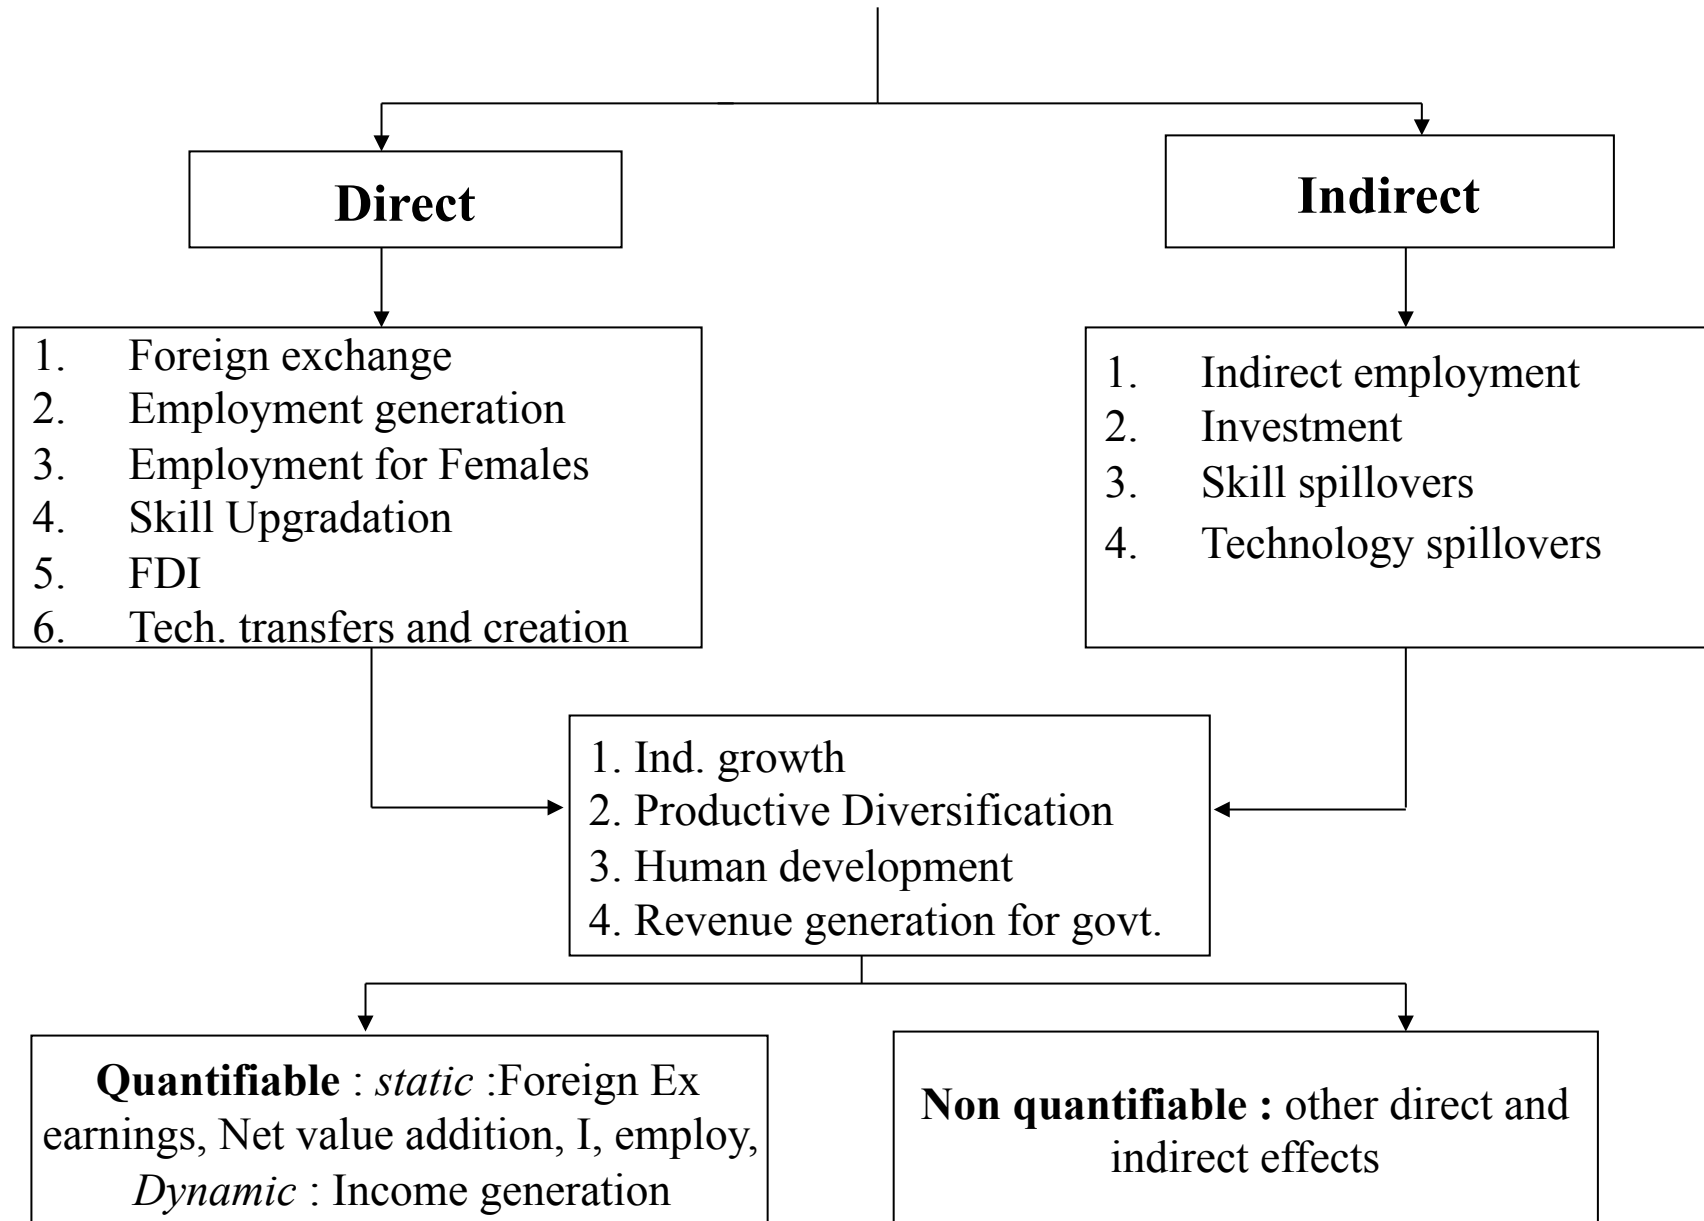 Direct
Indirect
1. Foreign exchange
2. Employment generation
3. Employment for Females
4. Skill Upgradation
5. FDI
6. Tech. transfers and creation
1. Indirect employment
2. Investment
3. Skill spillovers
4. Technology spillovers
1. Ind. growth
2. Productive Diversification
3. Human development
4. Revenue generation for govt.
Quantifiable : static :Foreign Ex
earnings, Net value addition, I, employ,
Dynamic : Income generation
Non quantifiable : other direct and
indirect effects